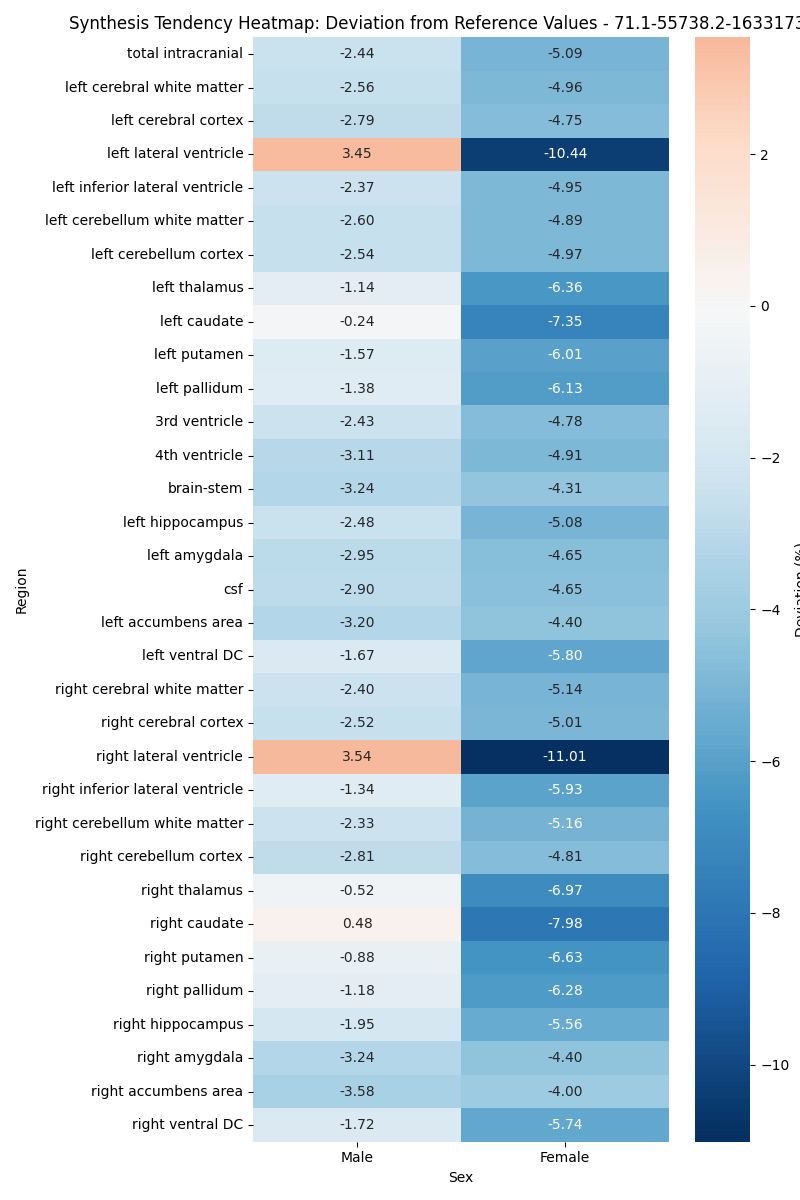 Synthesis Tendency Heatmap: Deviation from Reference Values - 71.1-55738.2-1633173
total intracranial -2.44 -5.09
left cerebral white matter -2.56 -4.96
left cerebral cortex -2.79 -4.75
left lateral ventricle 3.45 -10.44
left inferior lateral ventricle -2.37 -4.95
left cerebellum white matter -2.60 -4.89
left cerebellum cortex -2.54 -4.97
left thalamus -1.14 -6.36
left caudate -0.24 -7.35
left putamen -1.57 -6.01
left pallidum -1.38 -6.13
3rd ventricle -2.43 -4.78
4th ventricle -3.11 -4.91
brain-stem -3.24 -4.31
left hippocampus -2.48 -5.08
left amygdala -2.95 -4.65
csf -2.90 -4.65
left accumbens area -3.20 -4.40
left ventral DC -1.67 -5.80
right cerebral white matter -2.40 -5.14
right cerebral cortex -2.52 -5.01
right lateral ventricle 3.54 -11.01
right inferior lateral ventricle -1.34 -5.93
right cerebellum white matter -2.33 -5.16
right cerebellum cortex -2.81 -4.81
right thalamus -0.52 -6.97
right caudate 0.48 -7.98
right putamen -0.88 -6.63
right pallidum -1.18 -6.28
right hippocampus -1.95 -5.56
right amygdala -3.24 -4.40
right accumbens area -3.58 -4.00
right ventral DC -1.72 -5.74
Male Female
Sex
Region
2
0
−2
−4
−6
−8
−10
Deviation (%)